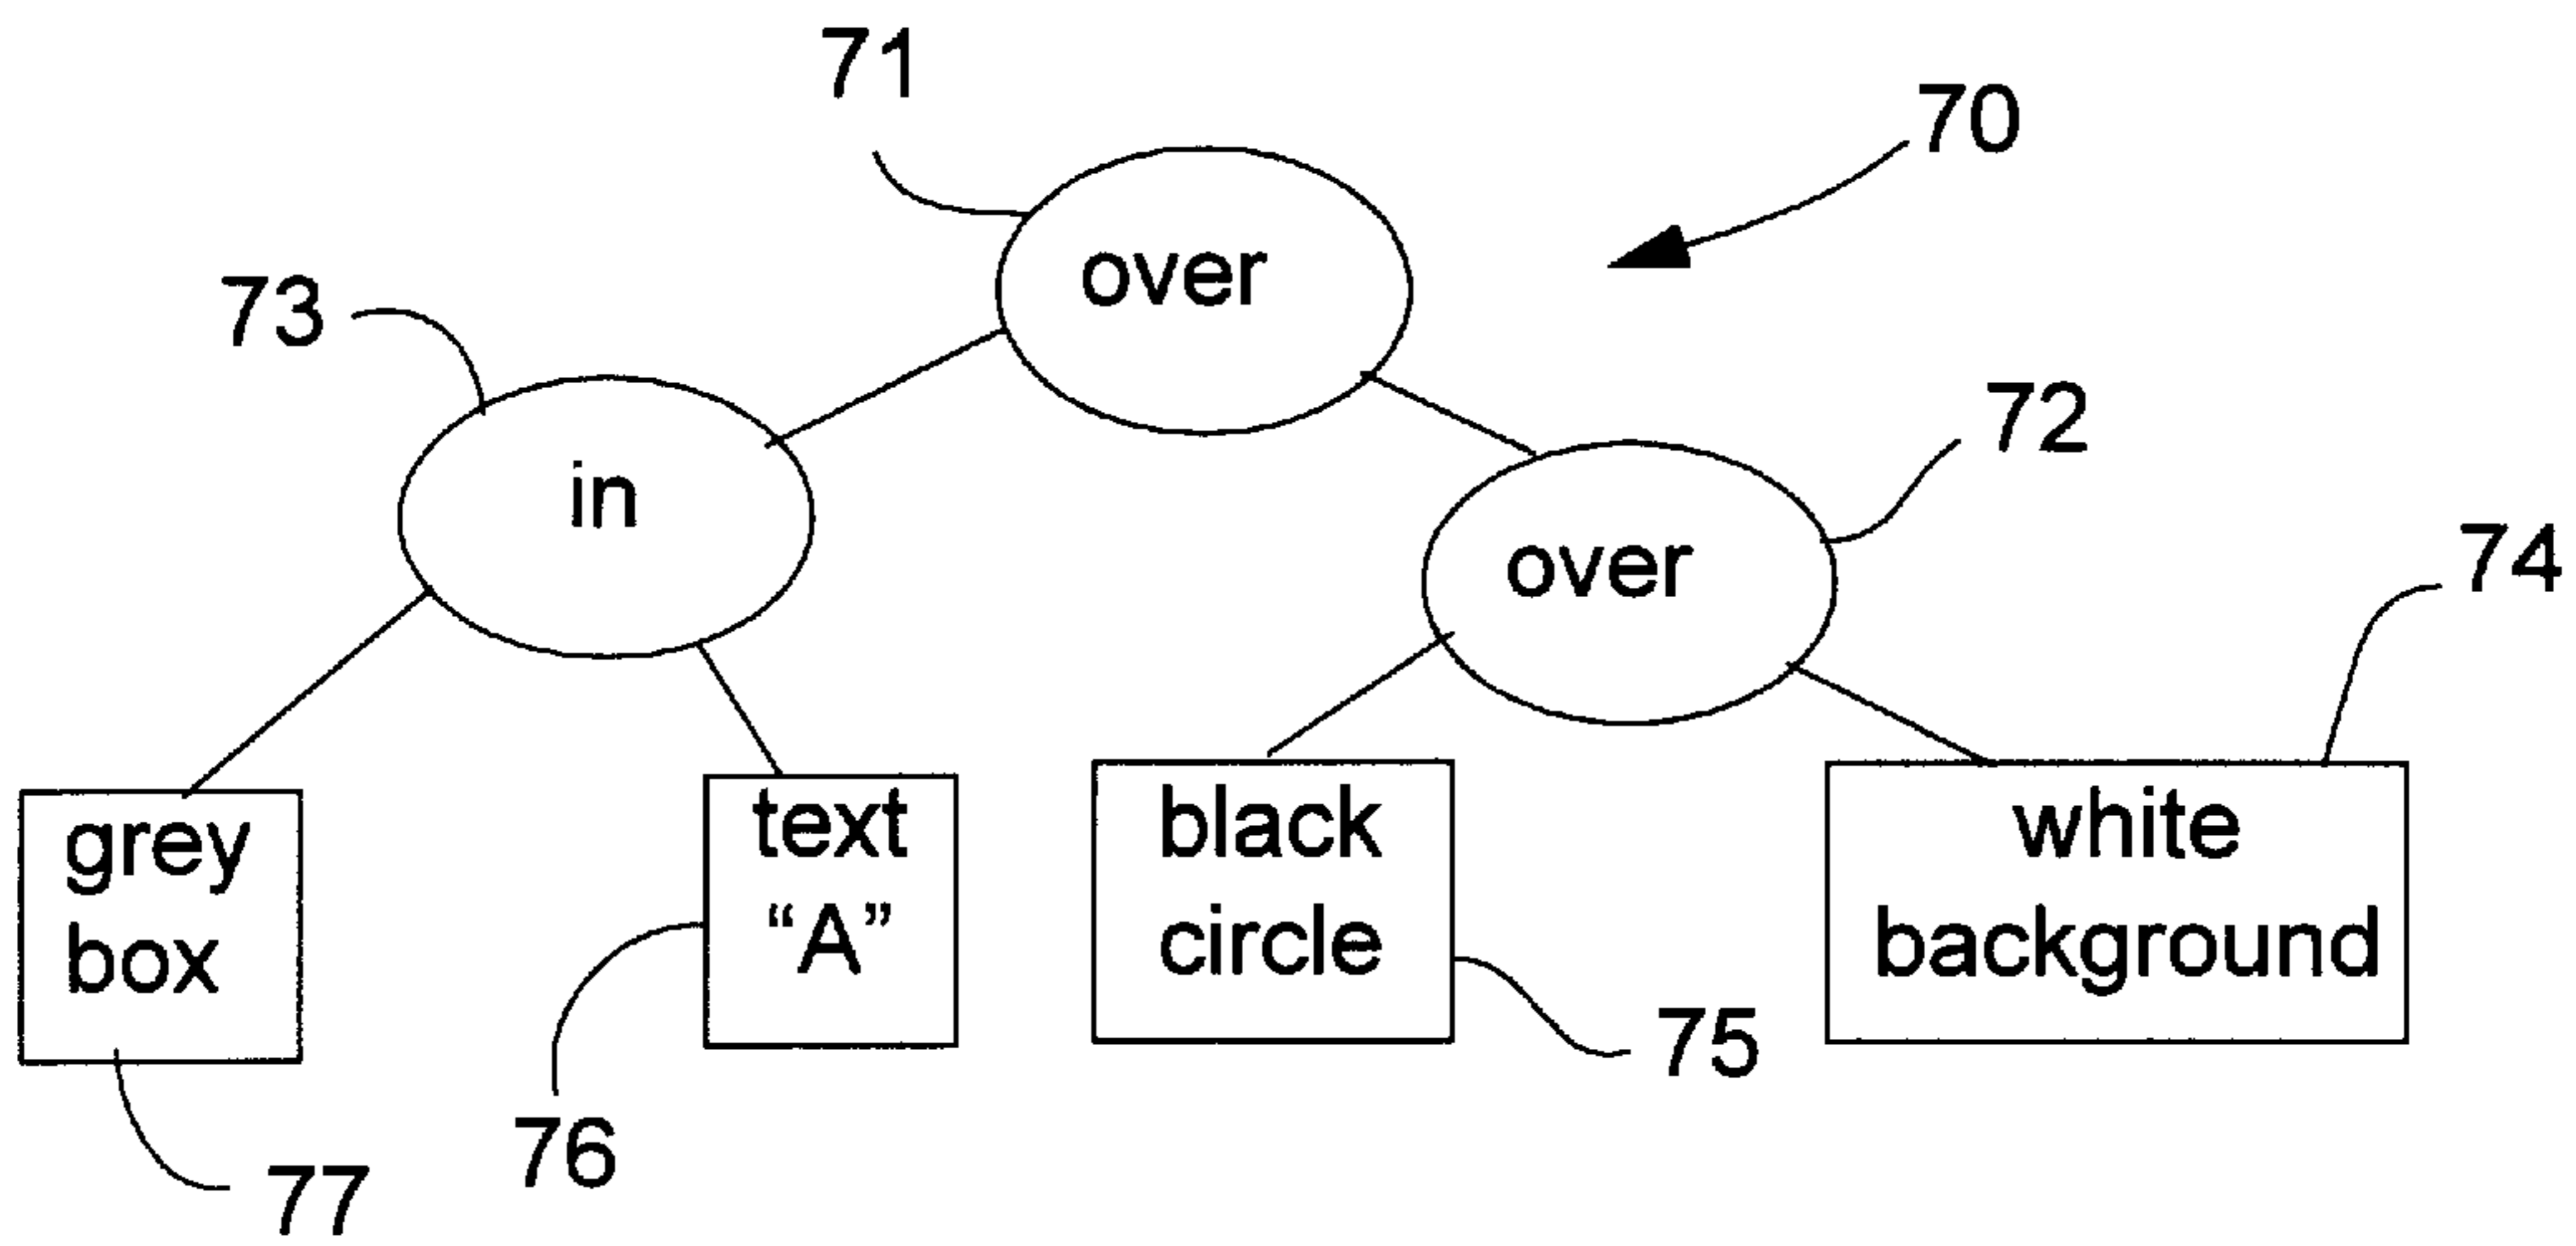 71
70
over
73
72
in
over
74
grey
box
text
“A”
black
circle
white
background
75
76
77